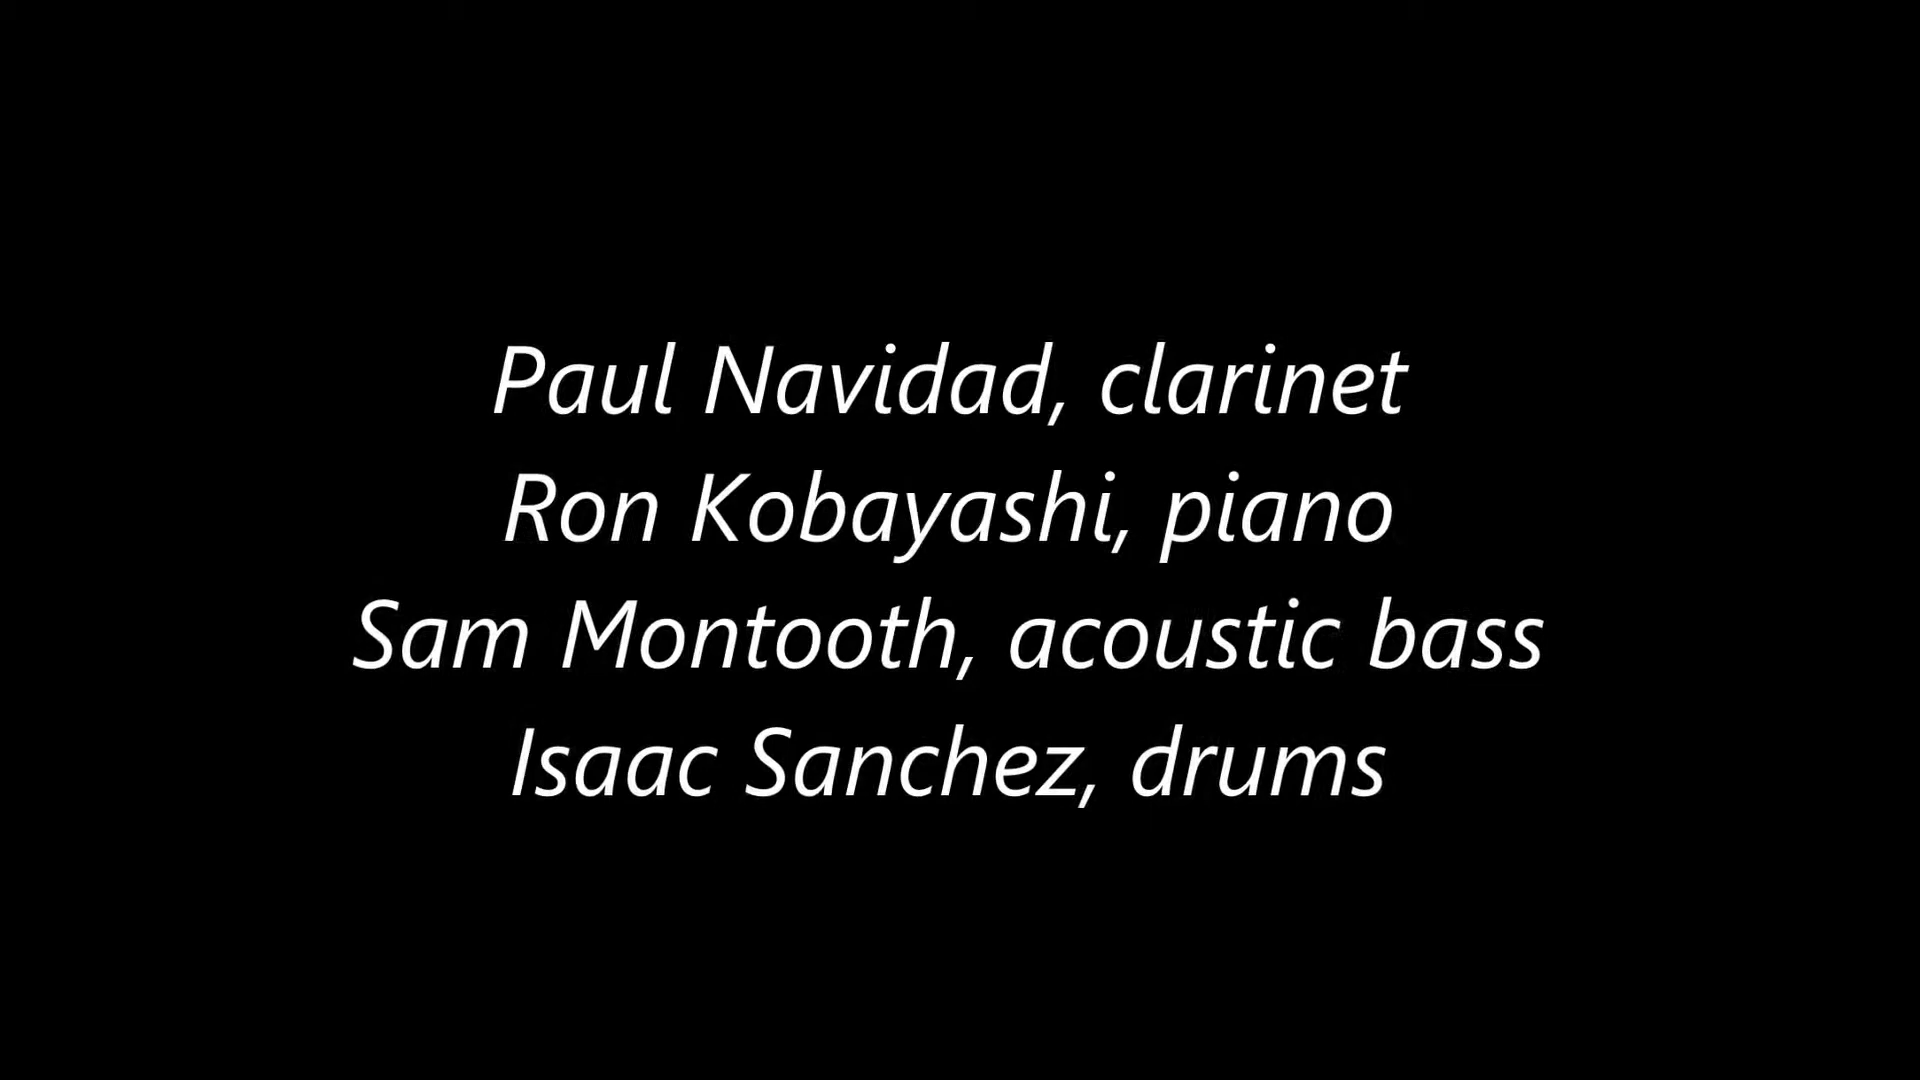 Paul Navidad, clarinet
Ron Kobayashi, piano
Sam Montooth, acoustic bass
Isaac Sanchez, drums